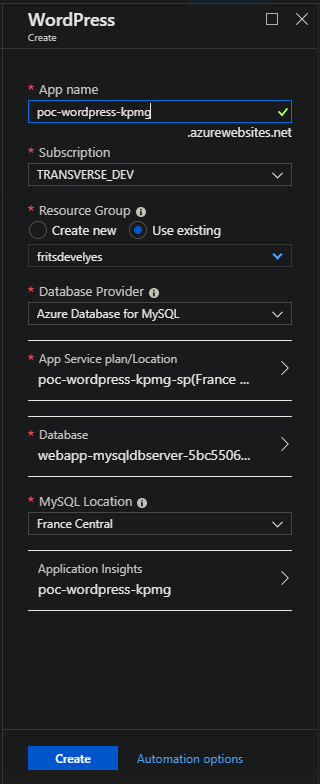 WordPress
Create
* App name
poc-wordpress-kpmg
.azurewebsites.net
* Subscription
TRANSVERSE_DEV
* Resource Group
Create new Use existing
fritsdevelyes
* Database Provider
Azure Database for MySQL
* App Service plan/Location
poc-wordpress-kpmg-sp(France ...
* Database
webapp-mysqldbserver-5bc5506...
* MySQL Location
France Central
Application Insights
poc-wordpress-kpmg
Create Automation options